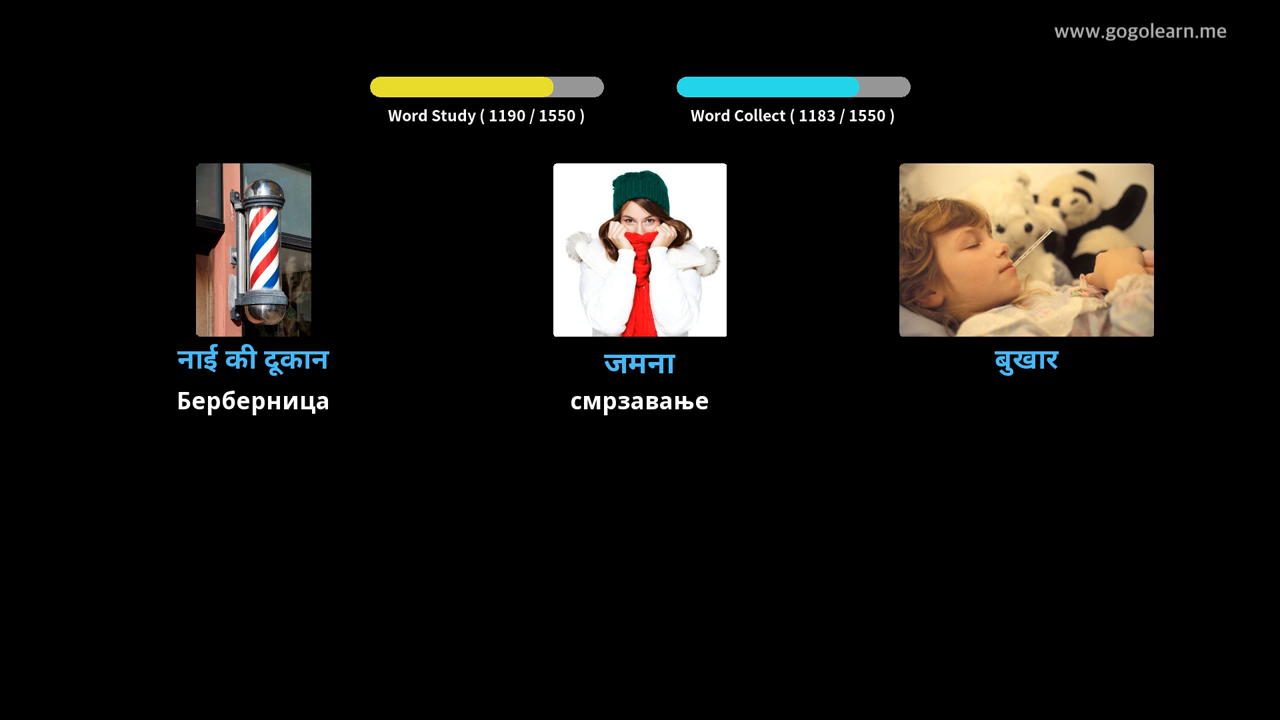 www.gogolearn.me
Word Study ( 1190 / 1550 )
Word Collect ( 1183 / 1550 )
नाई की दूकान
जमना
बुखार
Берберница
смрзавање